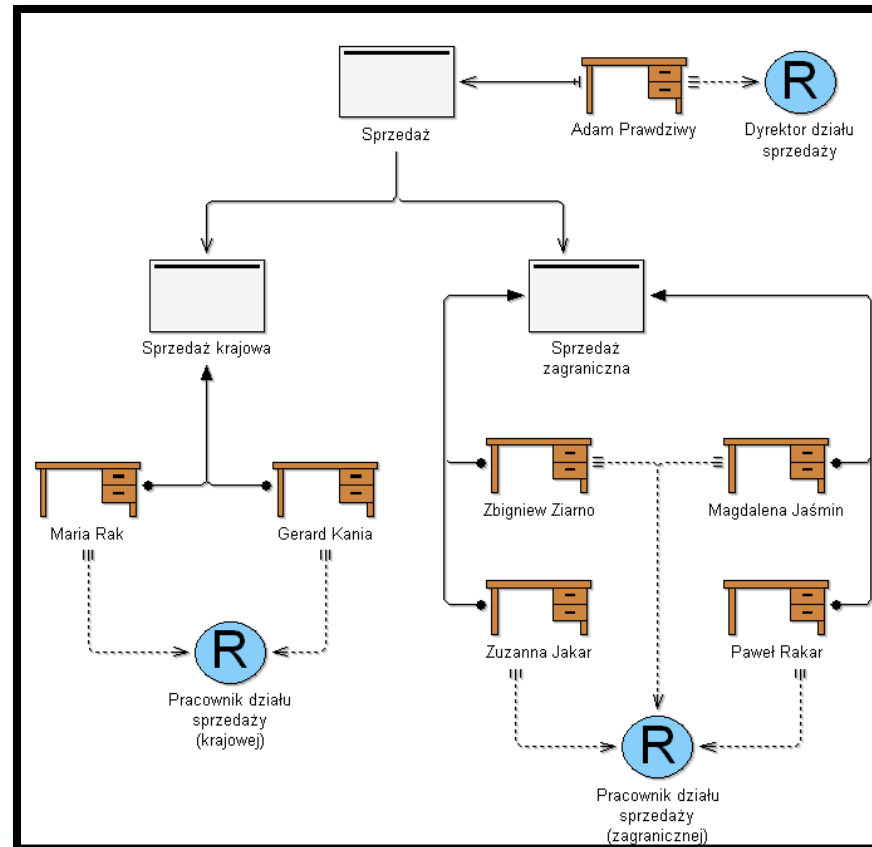 R
Sprzedaż
Adam Prawdziwy
Dyrektor działu
sprzedaży
Sprzedaż krajowa
Sprzedaż
zagraniczna
Maria Rak
Gerard Kania
Zbigniew Ziarno
Magdalena Jaśmin
R
Pracownik działu
sprzedaży
(krajowej)
Zuzanna Jakar
Paweł Rakar
R
Pracownik działu
sprzedaży
(zagranicznej)